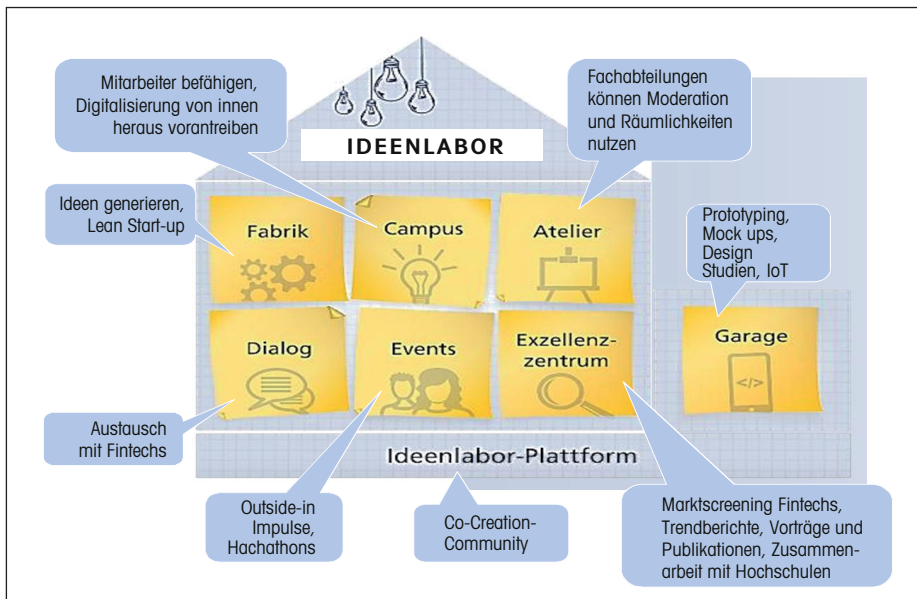 Mitarbeiter befähigen,
Digitalisierung von innen
heraus vorantreiben
Fachabteilungen
können Moderation
und Räumlichkeiten
nutzen
IDEENLABOR
Ideen generieren,
Lean Start-up
Fabrik
Campus
Atelier
Prototyping,
Mock ups,
Design
Studien, IoT
Dialog
Events
Exzellenz-
zentrum
Garage
</>
Austausch
mit Fintechs
Ideenlabor-Plattform
Outside-in
Impulse,
Hachathons
Co-Creation-
Community
Marktscreening Fintechs,
Trendberichte, Vorträge und
Publikationen, Zusammen-
arbeit mit Hochschulen